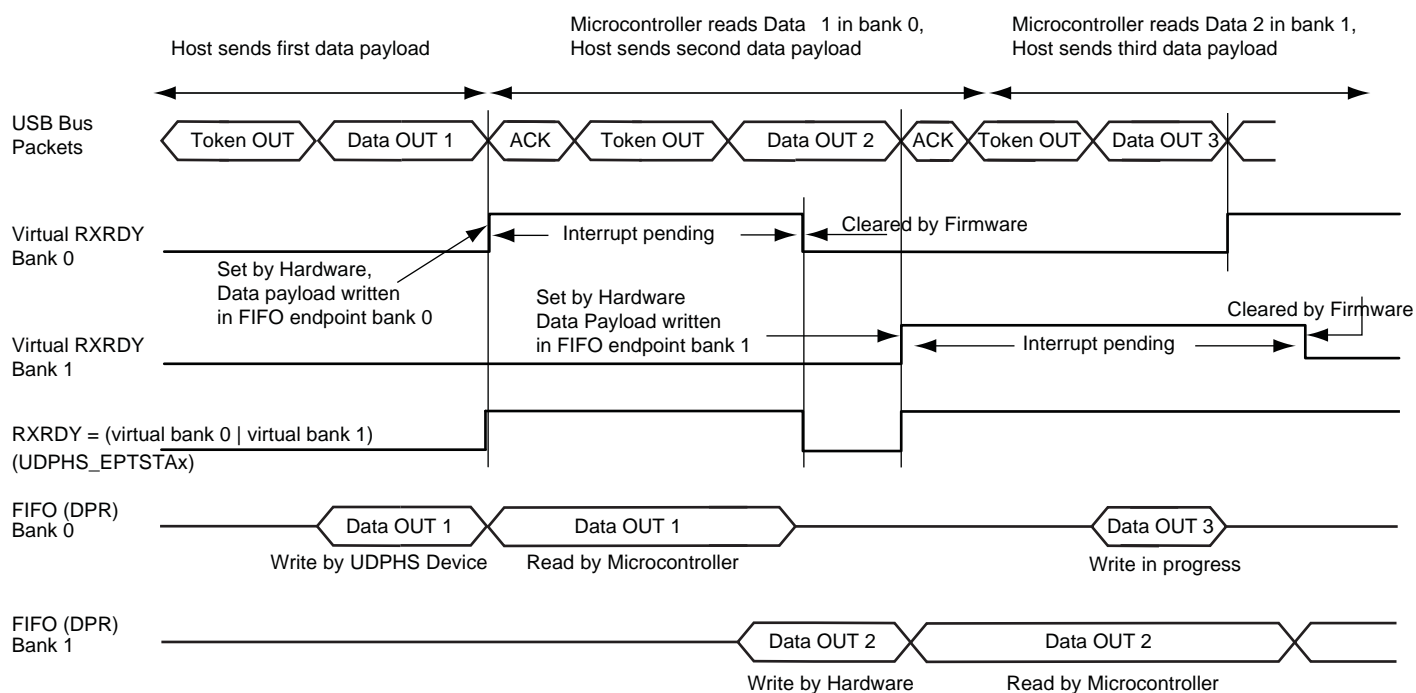 Host sends first data payload
Microcontroller reads Data 1 in bank 0,
Host sends second data payload
Microcontroller reads Data 2 in bank 1,
Host sends third data payload
USB Bus
Packets
Token OUT
Data OUT 1
ACK
Token OUT
Data OUT 2
ACK
Token OUT
Data OUT 3
Virtual RXRDY
Bank 0
Interrupt pending
Cleared by Firmware
Set by Hardware,
Data payload written
in FIFO endpoint bank 0
Set by Hardware
Data Payload written
in FIFO endpoint bank 1
Cleared by Firmware
Virtual RXRDY
Bank 1
Interrupt pending
RXRDY = (virtual bank 0 | virtual bank 1)
(UDPHS_EPTSTAx)
FIFO (DPR)
Bank 0
Data OUT 1
Data OUT 1
Data OUT 3
Write by UDPHS Device
Read by Microcontroller
Write in progress
FIFO (DPR)
Bank 1
Data OUT 2
Data OUT 2
Write by Hardware
Read by Microcontroller